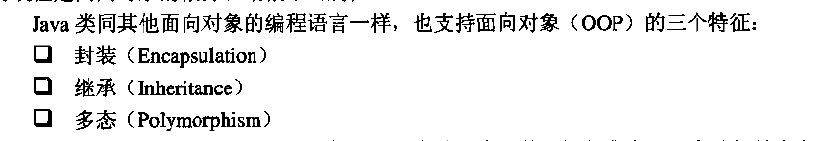 Java 类同其他面向对象的编程语言一样，也支持面向对象（OOP）的三个特征：
❑ 封装（Encapsulation）
❑ 继承（Inheritance）
❑ 多态（Polymorphism）